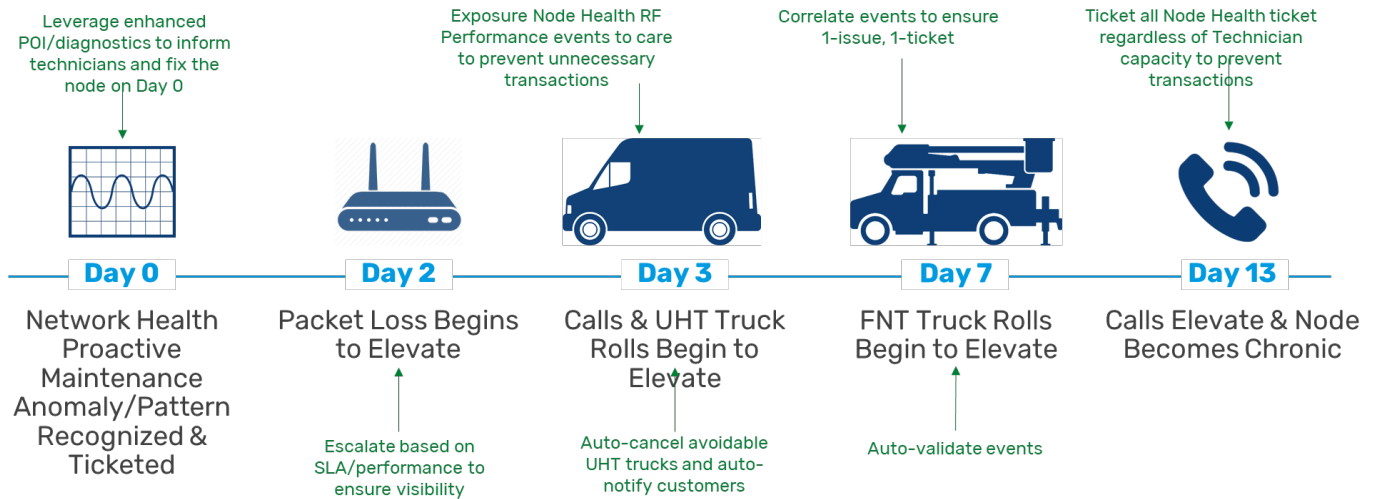 Leverage enhanced
POI/diagnostics to inform
technicians and fix the
node on Day 0
Exposure Node Health RF
Performance events to care
to prevent unnecessary
transactions
Correlate events to ensure
1-issue, 1-ticket
Ticket all Node Health ticket
regardless of Technician
capacity to prevent
transactions
Day 0
Day 2
Day 3
Day 7
Day 13
Network Health
Proactive
Maintenance
Anomaly/Pattern
Recognized &
Ticketed
Packet Loss Begins
to Elevate
Calls & UHT Truck
Rolls Begin to
Elevate
FNT Truck Rolls
Begin to Elevate
Calls Elevate & Node
Becomes Chronic
Escalate based on
SLA/performance to
ensure visibility
Auto-cancel avoidable
UHT trucks and auto-
notify customers
Auto-validate events